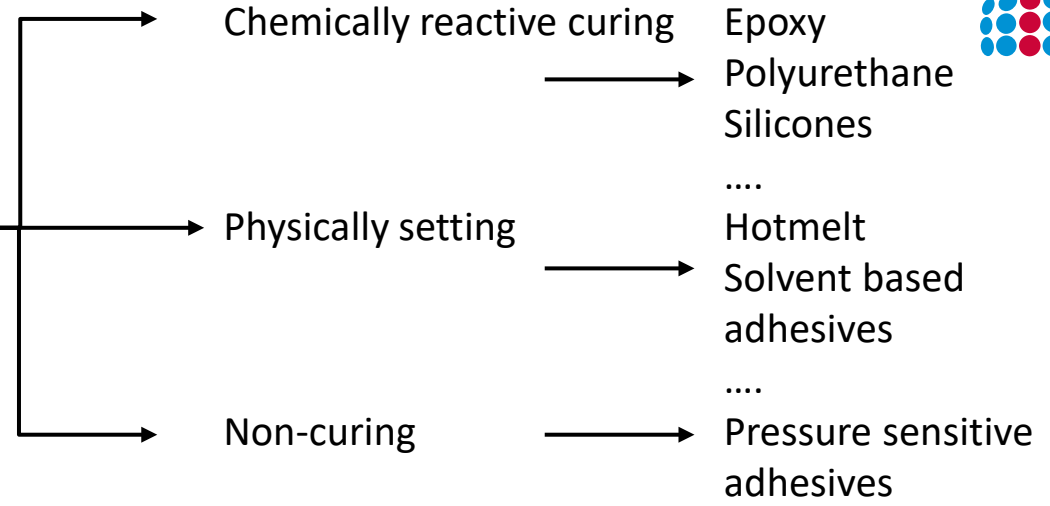 Chemically reactive curing
Epoxy
Polyurethane
Silicones
....
Physically setting
Hotmelt
Solvent based
adhesives
....
Non-curing
Pressure sensitive
adhesives